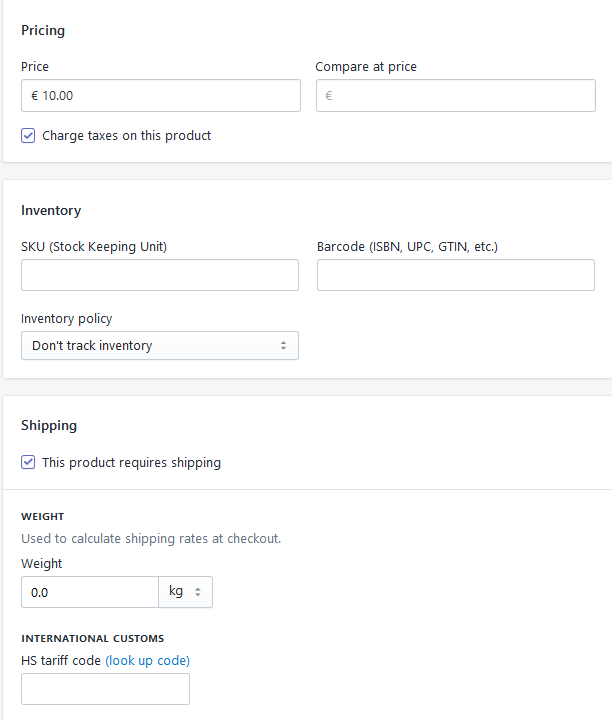 Pricing
Price Compare at price
€ 10.00 €
Charge taxes on this product
Inventory
SKU (Stock Keeping Unit) Barcode (ISBN, UPC, GTIN, etc.)
Inventory policy
Don't track inventory
Shipping
This product requires shipping
WEIGHT
Used to calculate shipping rates at checkout.
Weight
0.0 kg
INTERNATIONAL CUSTOMS
HS tariff code (look up code)